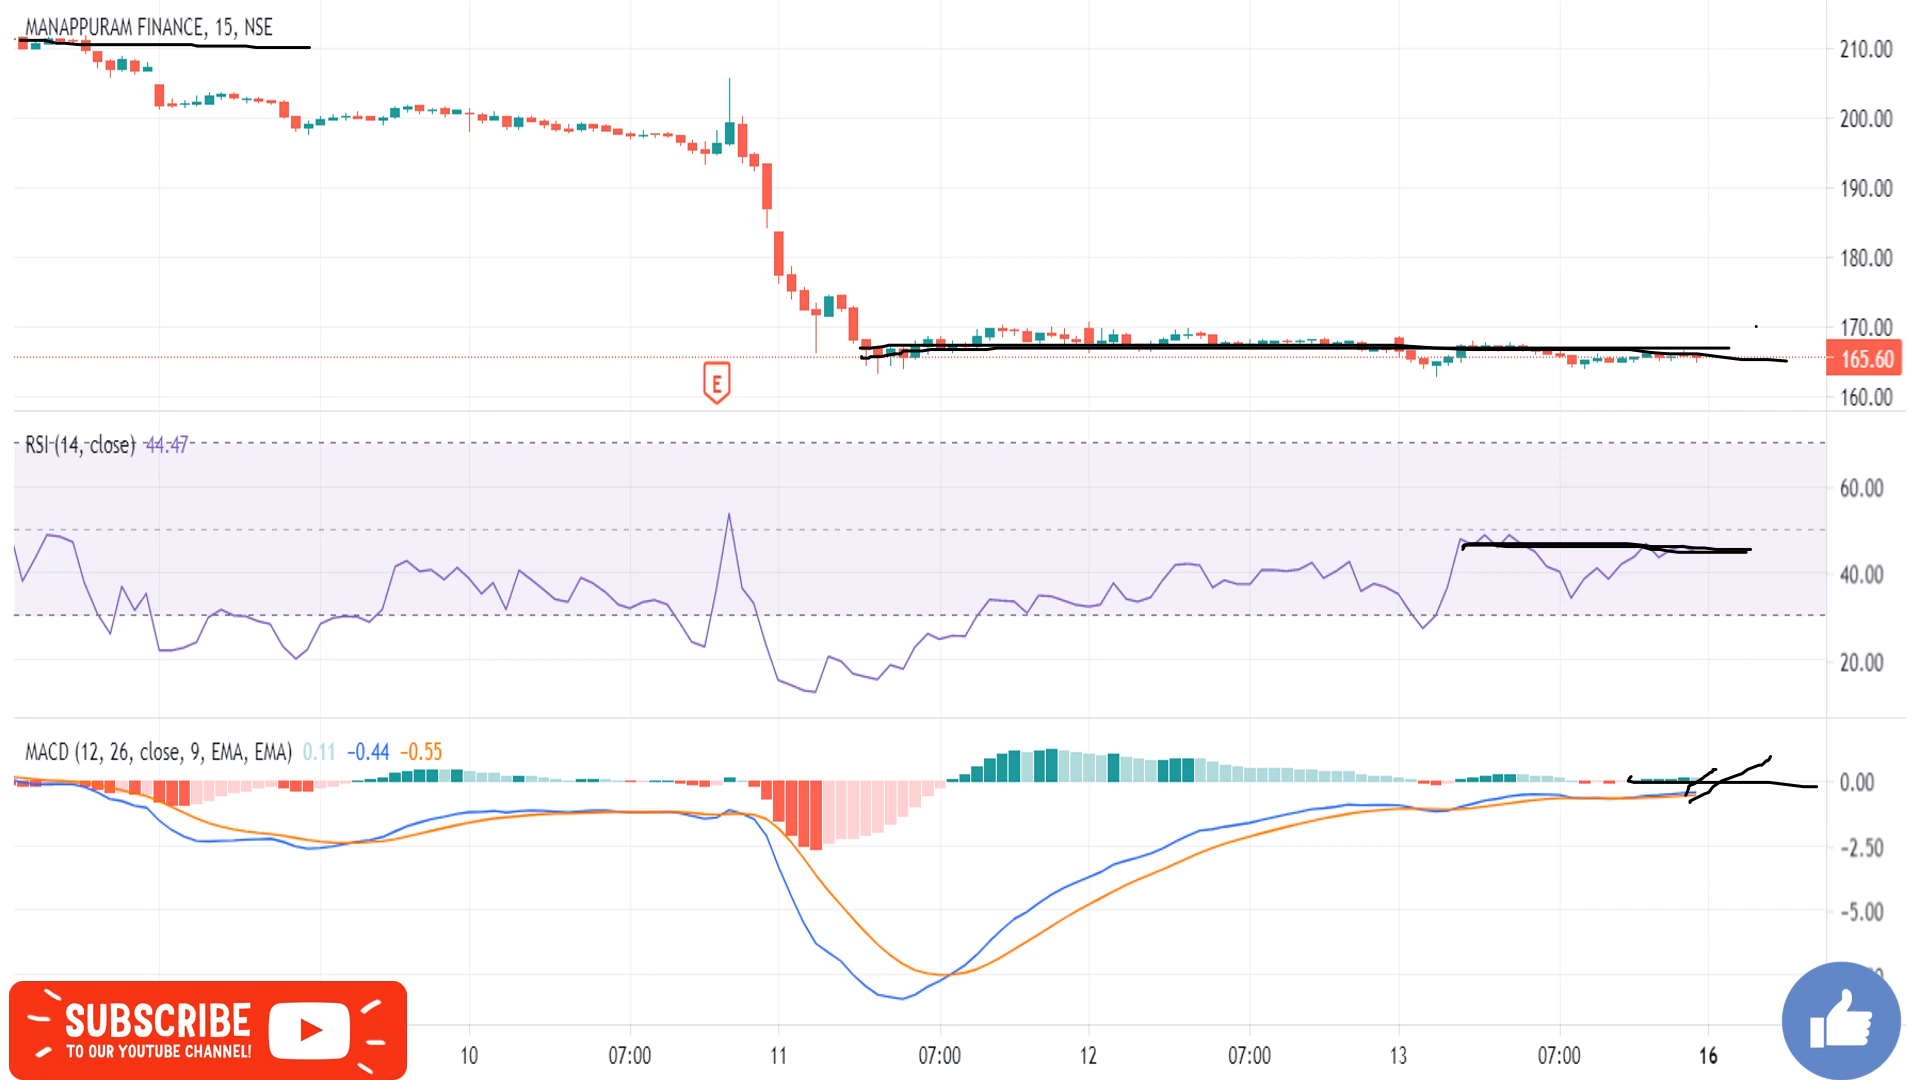 MANAPPURAM FINANCE, 15, NSE
210.00
200.00
190.00
180.00
170.00
165.60
160.00
E
RSI (14, close) 44.47
60.00
40.00
20.00
MACD (12, 26, close, 9, EMA, EMA) 0.11 −0.44 −0.55
0.00
−2.50
−5.00
SUBSCRIBE
TO OUR YOUTUBE CHANNEL!
10 07:00 11 07:00 12 07:00 13 07:00 16